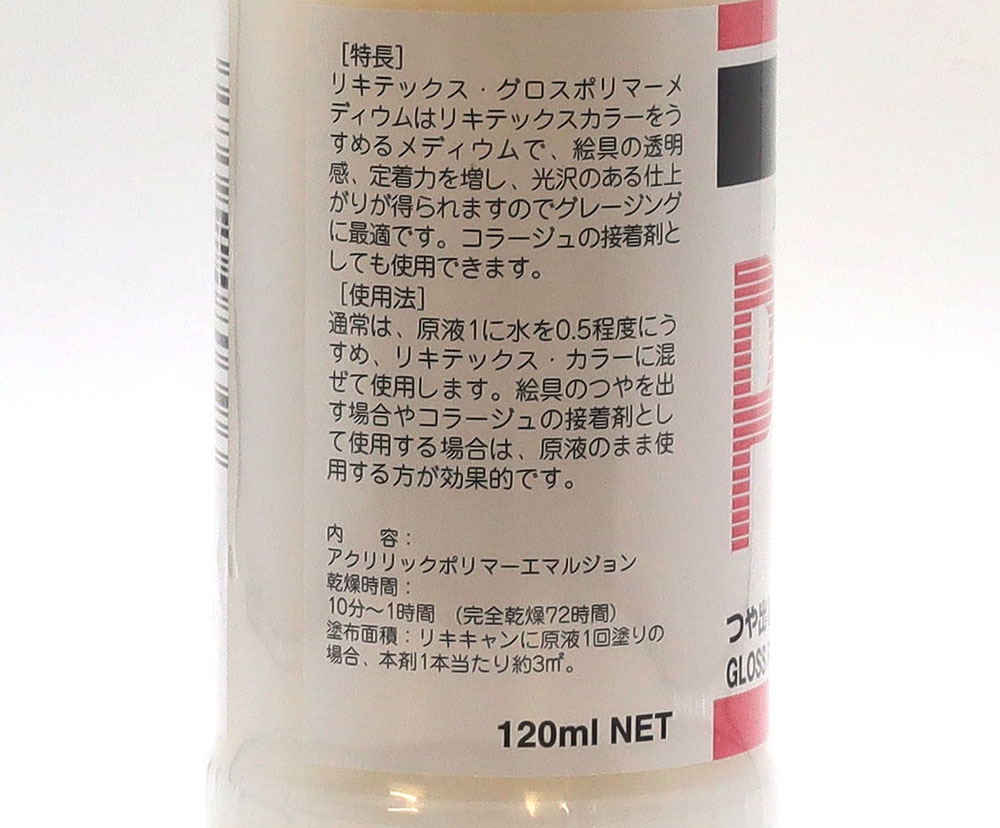 ［特長］
リキテックス・グロスポリマーメ
ディウムはリキテックスカラーをう
すめるメディウムで、絵具の透明
感、定着力を増し、光沢のある仕上
がりが得られますのでグレージング
に最適です。コラージュの接着剤と
しても使用できます。
［使用法］
通常は、原液1に水を0.5程度にう
すめ、リキテックス・カラーに混
ぜて使用します。絵具のつやを出
す場合やコラージュの接着剤とし
て使用する場合は、原液のまま使
用する方が効果的です。
内　容：
アクリリックポリマーエマルジョン
乾燥時間：
10分〜1時間　（完全乾燥72時間）
塗布面積：リキキャンに原液1回塗りの
場合、本剤1本当たり約3㎡。
120ml NET
P
つや出
GLOSS